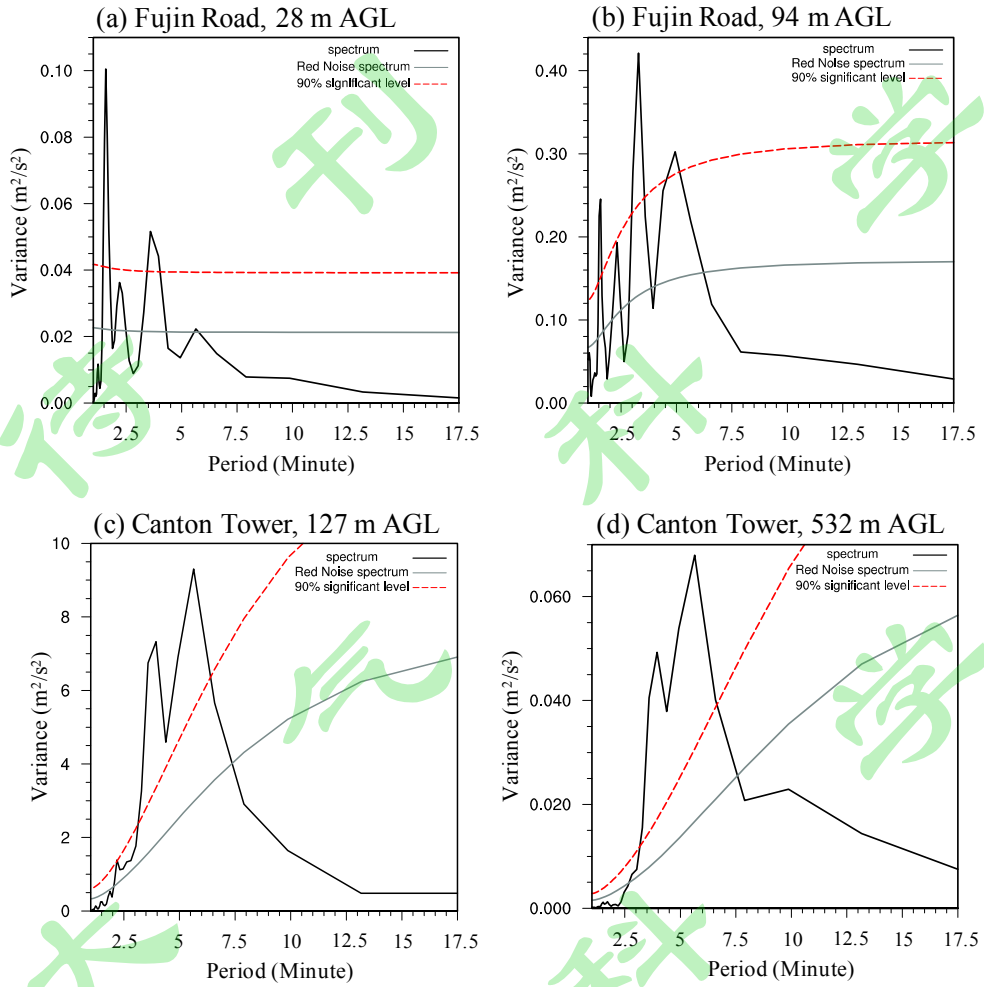 (a) Fujin Road, 28 m AGL
spectrum
Red Noise spectrum
90% significant level
0.10
0.08
0.06
0.04
0.02
0.00
Variance (m²/s²)
2.5 5 7.5 10 12.5 15 17.5
Period (Minute)
(b) Fujin Road, 94 m AGL
spectrum
Red Noise spectrum
90% significant level
0.40
0.30
0.20
0.10
0.00
Variance (m²/s²)
2.5 5 7.5 10 12.5 15 17.5
Period (Minute)
(c) Canton Tower, 127 m AGL
spectrum
Red Noise spectrum
90% significant level
10
8
6
4
2
0
Variance (m²/s²)
2.5 5 7.5 10 12.5 15 17.5
Period (Minute)
(d) Canton Tower, 532 m AGL
spectrum
Red Noise spectrum
90% significant level
0.060
0.040
0.020
0.000
Variance (m²/s²)
2.5 5 7.5 10 12.5 15 17.5
Period (Minute)
待 刊
科 学
大 气
科 学